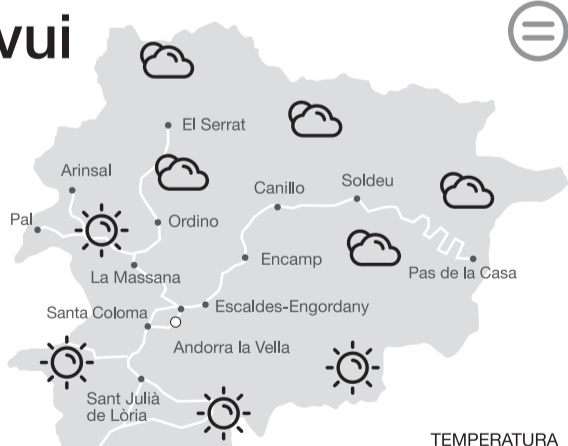 vui
El Serrat
Arinsal
Canillo
Soldeu
Pal
Ordino
Encamp
La Massana
Pas de la Casa
Santa Coloma
Escaldes-Engordany
Andorra la Vella
Sant Julià
de Lòria
TEMPERATURA